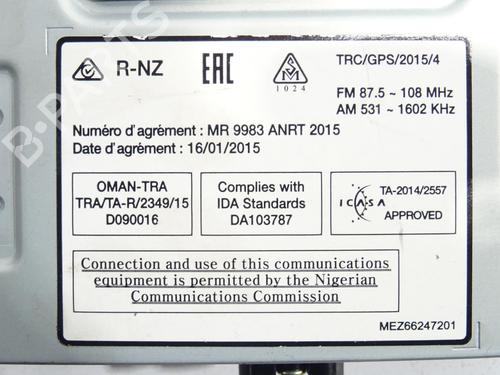 R-NZ
EAC
SM
1024
TRC/GPS/2015/4
FM 87.5 ~ 108 MHz
AM 531 ~ 1602 KHz
Numéro d'agrément : MR 9983 ANRT 2015
Date d'agrément : 16/01/2015
OMAN-TRA
TRA/TA-R/2349/15
D090016
Complies with
IDA Standards
DA103787
ICASA
TA-2014/2557
APPROVED
Connection and use of this communications
equipment is permitted by the Nigerian
Communications Commission
MEZ66247201
B-PARTS